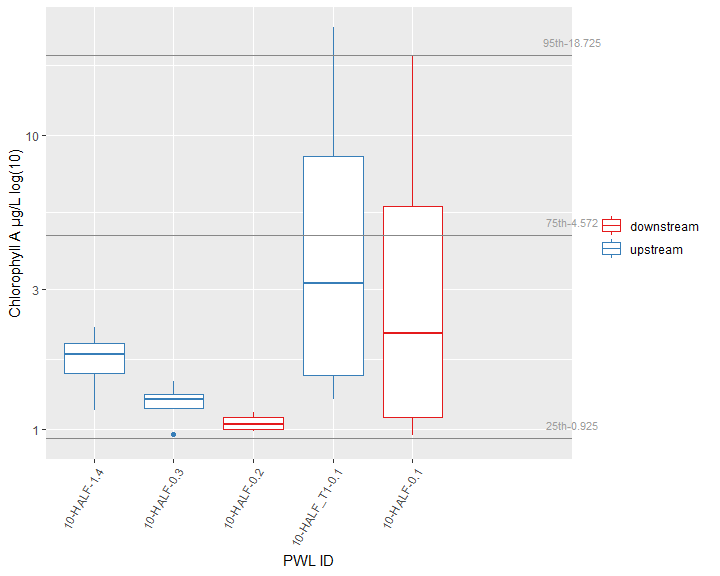 95th-18.725
10
75th-4.572
3
25th-0.925
1
Chlorophyll A µg/L log(10)
10-HALF-1.4
10-HALF-0.3
10-HALF-0.2
10-HALF_T1-0.1
10-HALF-0.1
PWL ID
downstream
upstream